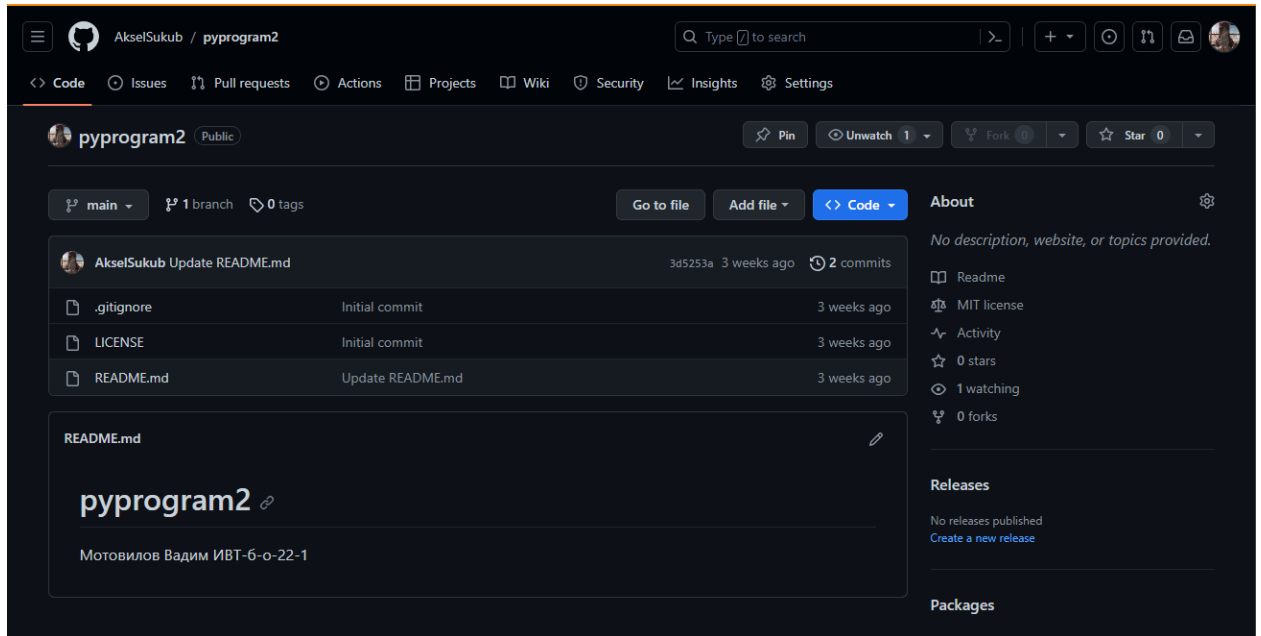 AkselSukub / pyprogram2
Type / to search
Code Issues Pull requests Actions Projects Wiki Security Insights Settings
pyprogram2 Public
Pin Unwatch 1 Fork 0 Star 0
main 1 branch 0 tags Go to file Add file <> Code
AkselSukub Update README.md 3d5253a 3 weeks ago 2 commits
.gitignore Initial commit 3 weeks ago
LICENSE Initial commit 3 weeks ago
README.md Update README.md 3 weeks ago
README.md
pyprogram2
Мотовилов Вадим ИВТ-б-о-22-1
About
No description, website, or topics provided.
Readme
MIT license
Activity
0 stars
1 watching
0 forks
Releases
No releases published
Create a new release
Packages